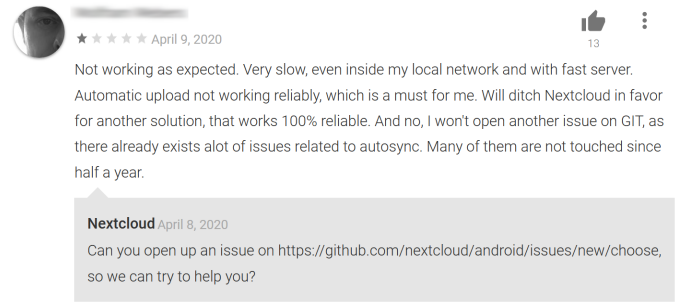 April 9, 2020
13
Not working as expected. Very slow, even inside my local network and with fast server.
Automatic upload not working reliably, which is a must for me. Will ditch Nextcloud in favor
for another solution, that works 100% reliable. And no, I won't open another issue on GIT, as
there already exists alot of issues related to autosync. Many of them are not touched since
half a year.
Nextcloud April 8, 2020
Can you open up an issue on https://github.com/nextcloud/android/issues/new/choose,
so we can try to help you?